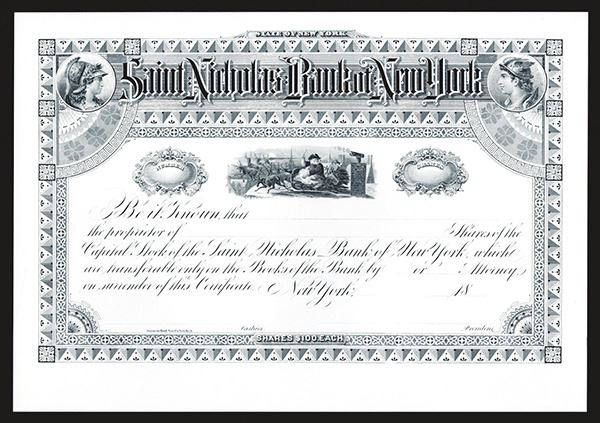 STATE OF NEW YORK
Saint Nicholas Bank of New York
NUMBER
SHARES
Be it Known that
the proprietor of Shares of the
Capital Stock of the Saint Nicholas Bank of New York, which
are transferable only on the Books of the Bank by or Attorney
on surrender of this Certificate. New York, 18
Cashier. President.
SHARES $100 EACH